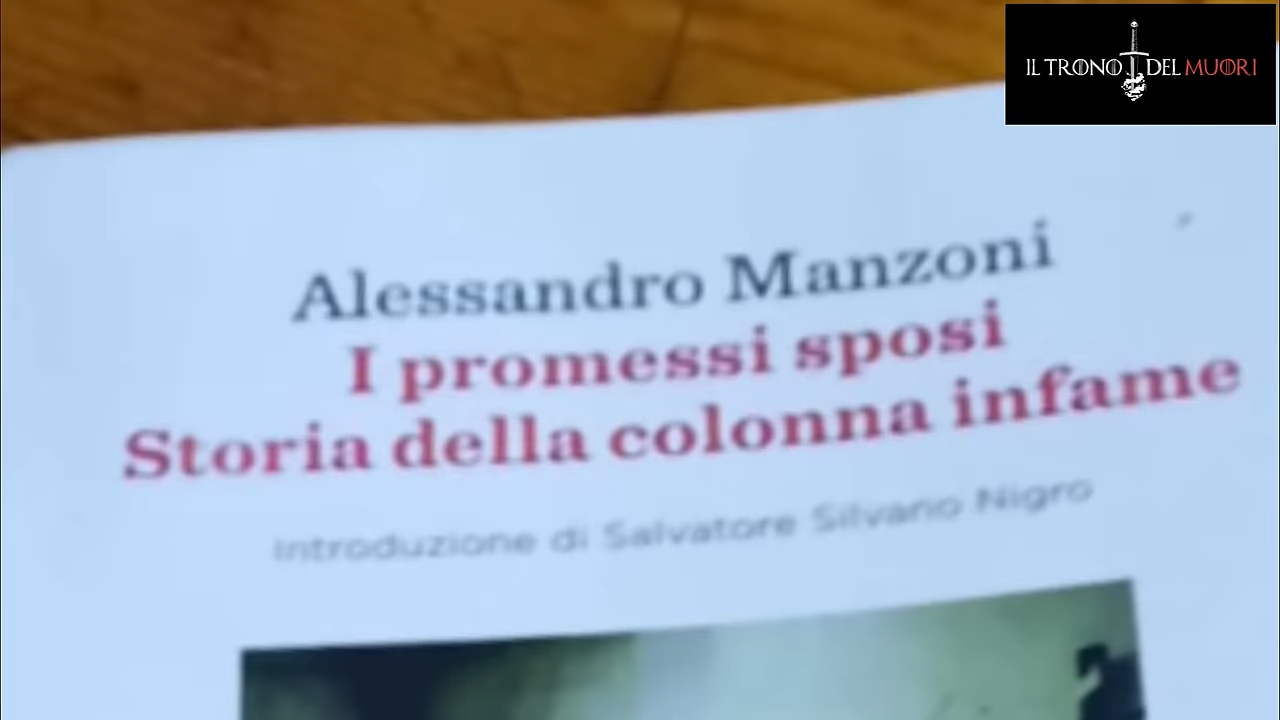 IL TRONO DEL MUORI
Alessandro Manzoni
I promessi sposi
Storia della colonna infame
Introduzione di Salvatore Silvano Nigro